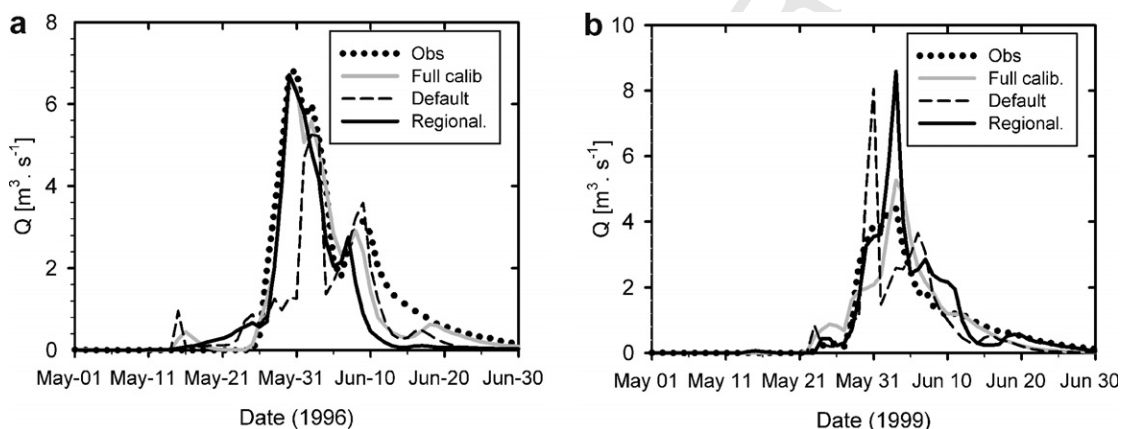 a
8
6
4
2
0
Q [m³ . s⁻¹]
Obs
Full calib
Default
Regional.
May-01 May-11 May-21 May-31 Jun-10 Jun-20 Jun-30
Date (1996)
b
10
8
6
4
2
0
Q [m³ . s⁻¹]
Obs
Full calib.
Default
Regional.
May 01 May 11 May 21 May 31 Jun 10 Jun 20 Jun 30
Date (1999)